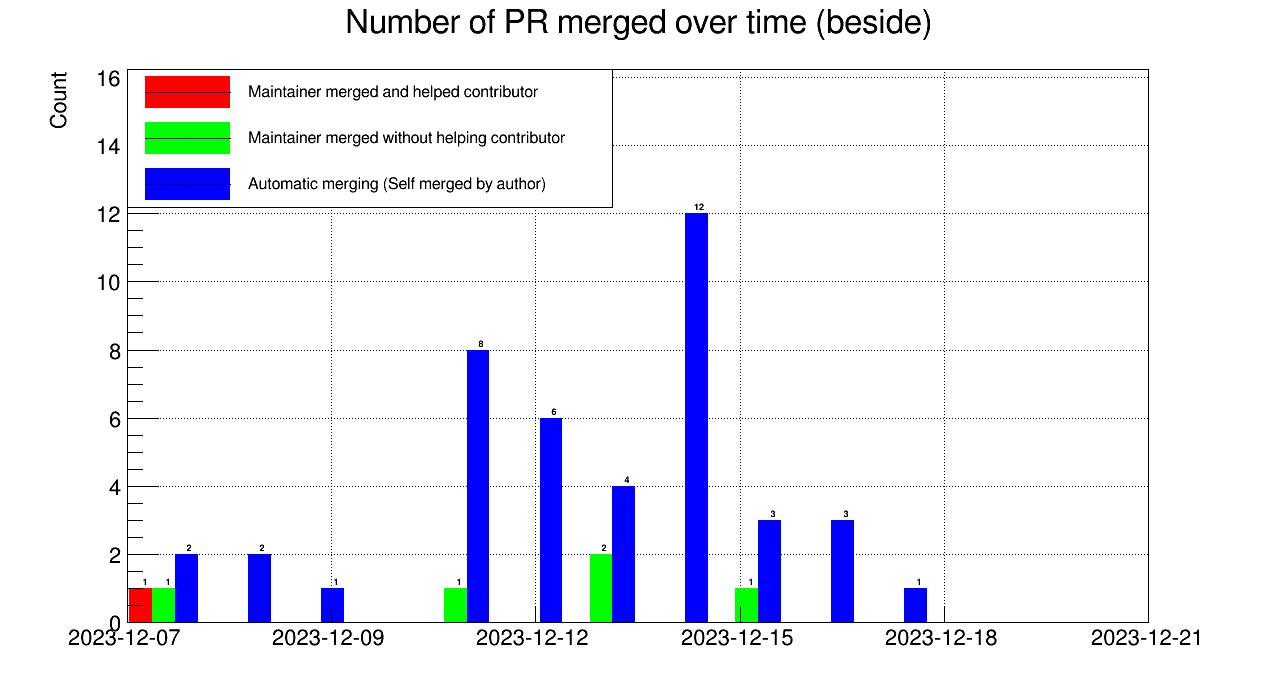 Number of PR merged over time (beside)
Count
16
14
12
10
8
6
4
2
0
Maintainer merged and helped contributor
Maintainer merged without helping contributor
Automatic merging (Self merged by author)
1 1 2 2 1 1 8 6 2 4 12 1 3 3 1
2023-12-07 2023-12-09 2023-12-12 2023-12-15 2023-12-18 2023-12-21